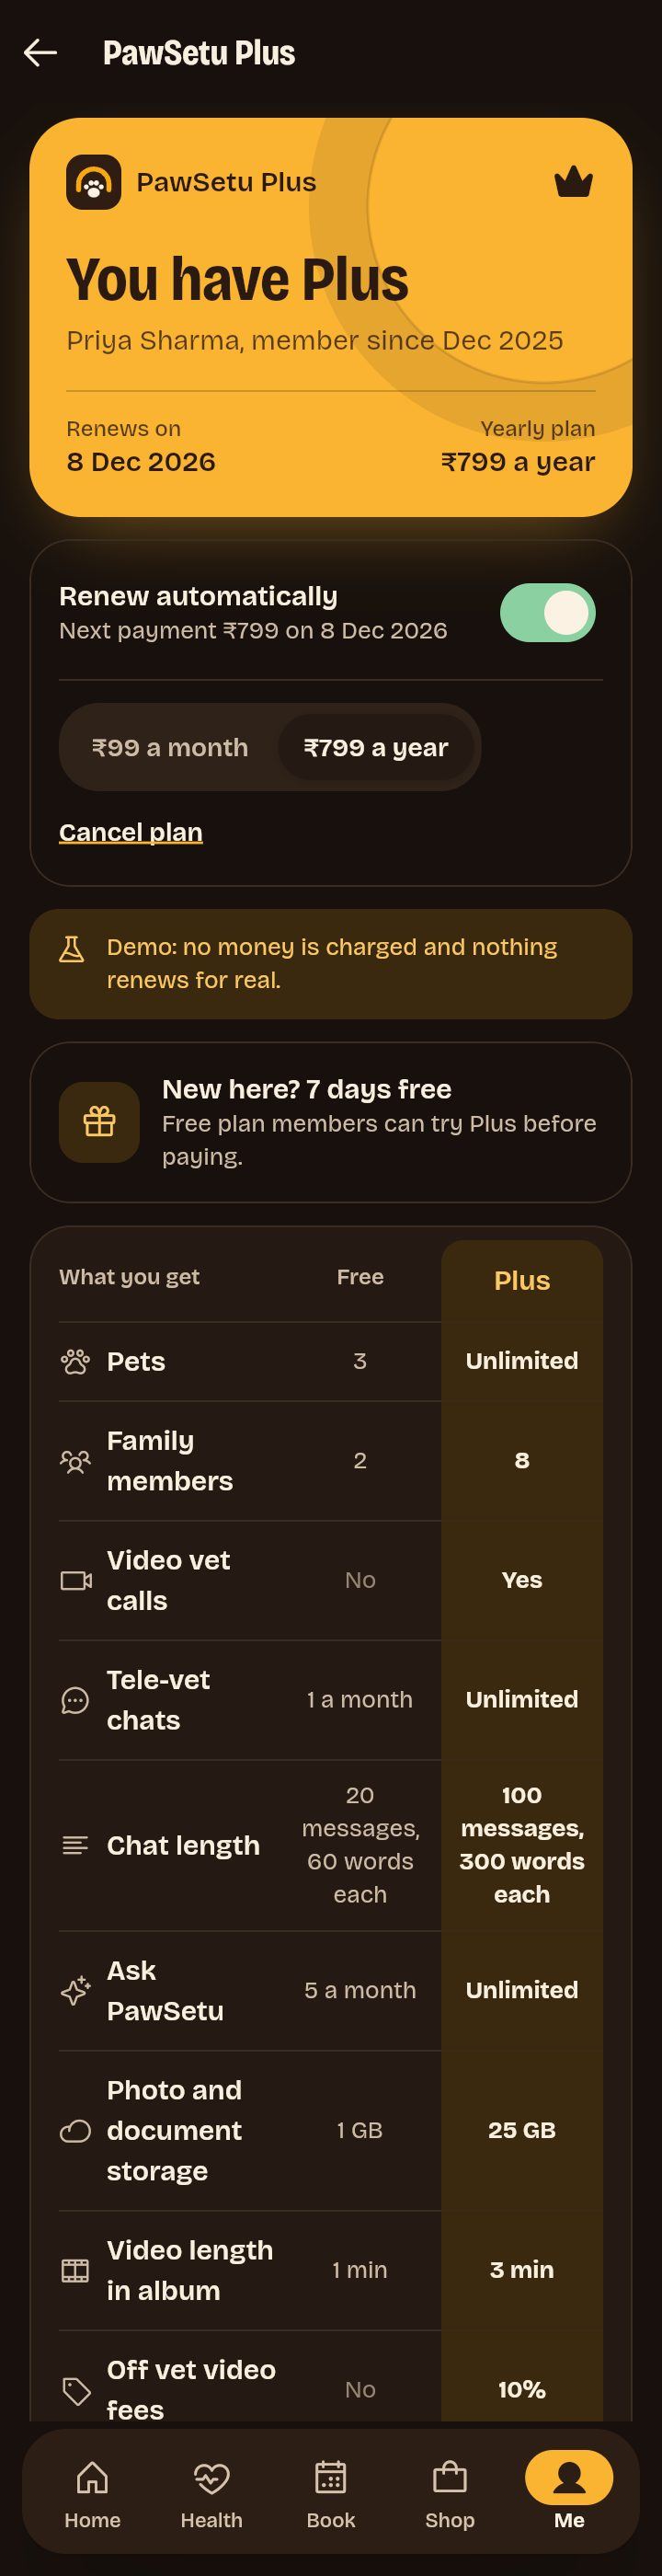 PawSetu Plus
PawSetu Plus
You have Plus
Priya Sharma, member since Dec 2025
Renews on
Yearly plan
8 Dec 2026
₹799 a year
Renew automatically
Next payment ₹799 on 8 Dec 2026
₹99 a month
₹799 a year
Cancel plan
Demo: no money is charged and nothing
renews for real.
New here? 7 days free
Free plan members can try Plus before
paying.
What you get
Free
Plus
Pets
3
Unlimited
Family
members
2
8
Video vet
calls
No
Yes
Tele-vet
chats
1 a month
Unlimited
Chat length
20
messages,
60 words
each
100
messages,
300 words
each
Ask
PawSetu
5 a month
Unlimited
Photo and
document
storage
1 GB
25 GB
Video length
in album
1 min
3 min
Off vet video
fees
No
10%
Home
Health
Book
Shop
Me